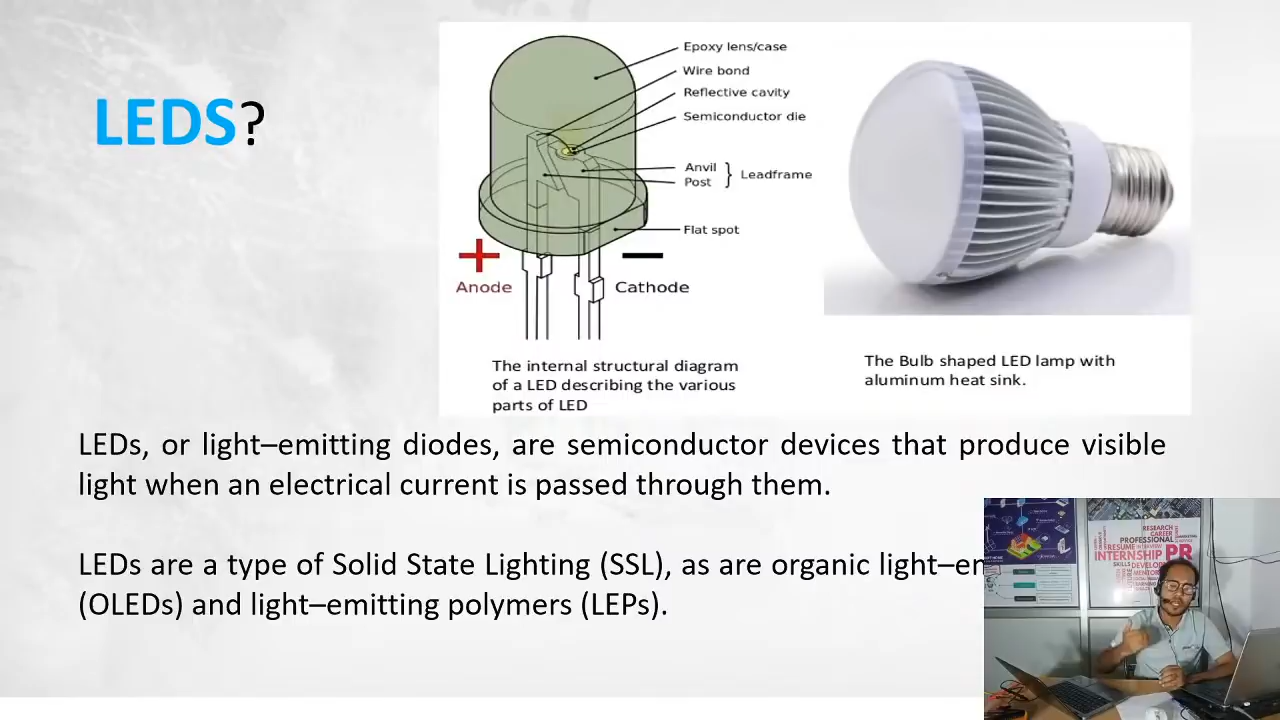 LEDS?
Epoxy lens/case
Wire bond
Reflective cavity
Semiconductor die
Anvil
Post
Leadframe
Flat spot
Anode
Cathode
The internal structural diagram
of a LED describing the various
parts of LED
The Bulb shaped LED lamp with
aluminum heat sink.
LEDs, or light–emitting diodes, are semiconductor devices that produce visible
light when an electrical current is passed through them.
LEDs are a type of Solid State Lighting (SSL), as are organic light–en
(OLEDs) and light–emitting polymers (LEPs).
RESEARCH
CAREER
PROFESSIONAL
RESUME
INTERNSHIP PR
SKILLS DEVELOP
MENTOR